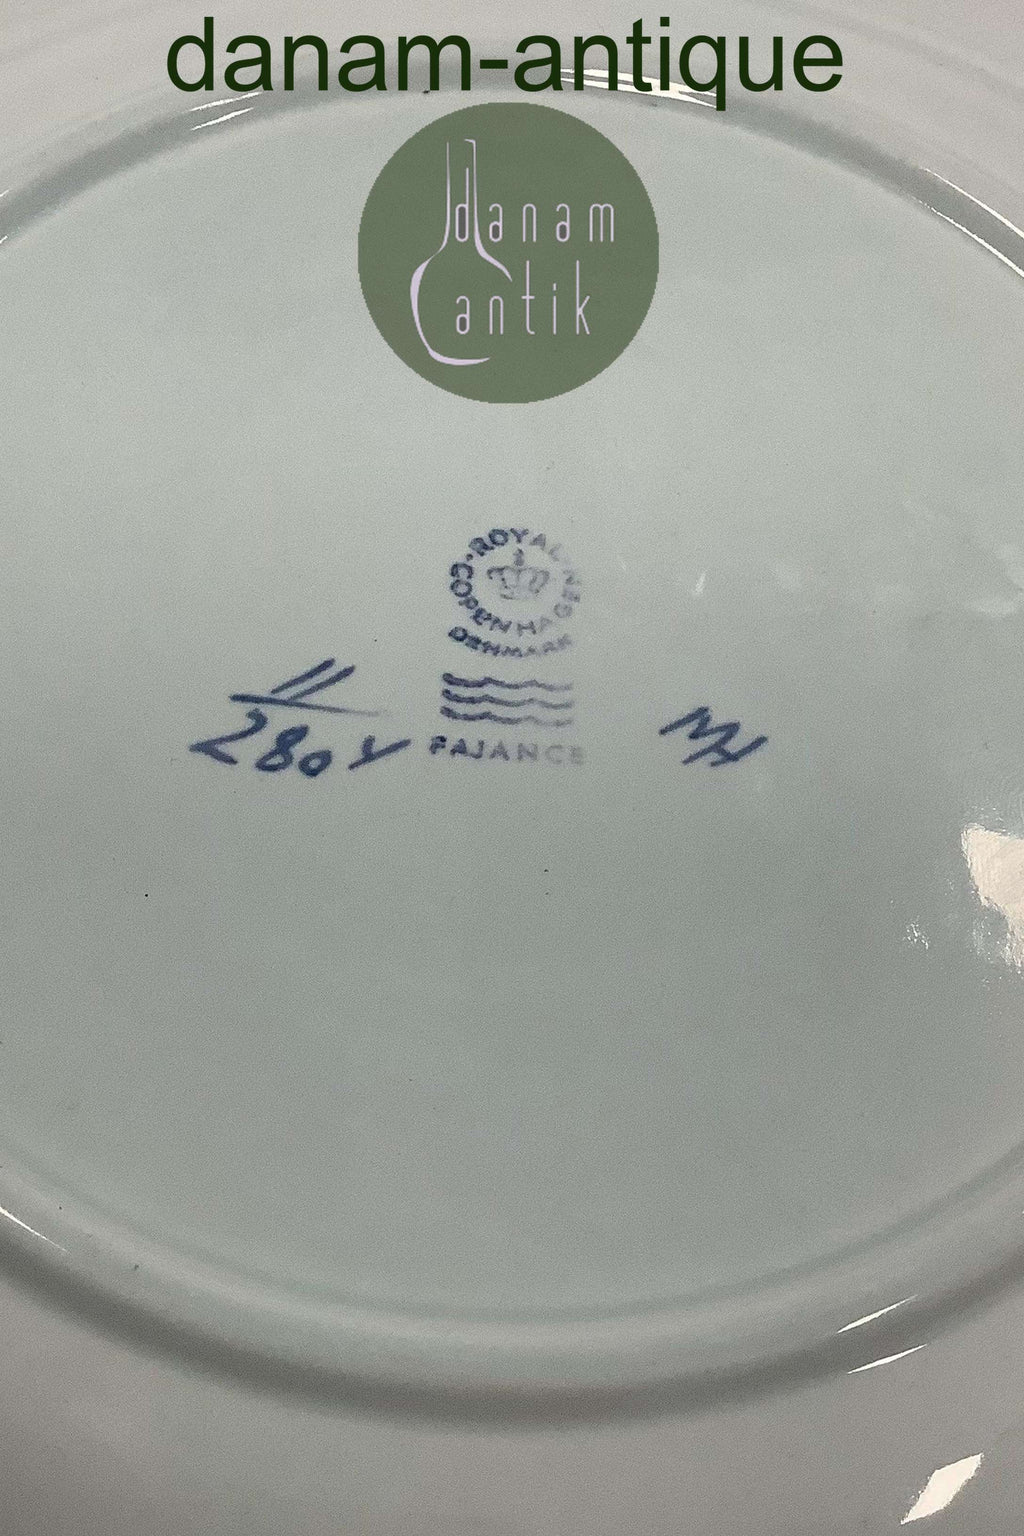 danam-antique
danam
antik
ROYAL COPENHAGEN
DENMARK
11
280
FAJANCE